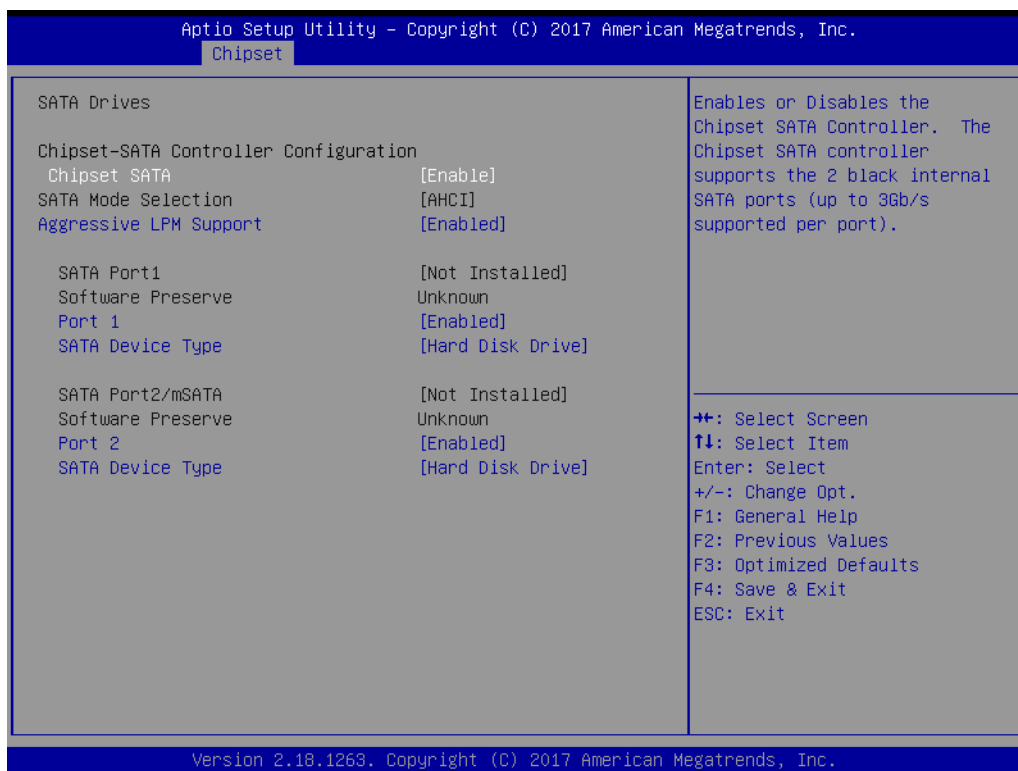 Aptio Setup Utility – Copyright (C) 2017 American Megatrends, Inc.
Chipset
SATA Drives
Chipset-SATA Controller Configuration
Chipset SATA [Enable]
SATA Mode Selection [AHCI]
Aggressive LPM Support [Enabled]
SATA Port1 [Not Installed]
Software Preserve Unknown
Port 1 [Enabled]
SATA Device Type [Hard Disk Drive]
SATA Port2/mSATA [Not Installed]
Software Preserve Unknown
Port 2 [Enabled]
SATA Device Type [Hard Disk Drive]
Enables or Disables the
Chipset SATA Controller. The
Chipset SATA controller
supports the 2 black internal
SATA ports (up to 3Gb/s
supported per port).
→←: Select Screen
↑↓: Select Item
Enter: Select
+/-: Change Opt.
F1: General Help
F2: Previous Values
F3: Optimized Defaults
F4: Save & Exit
ESC: Exit
Version 2.18.1263. Copyright (C) 2017 American Megatrends, Inc.